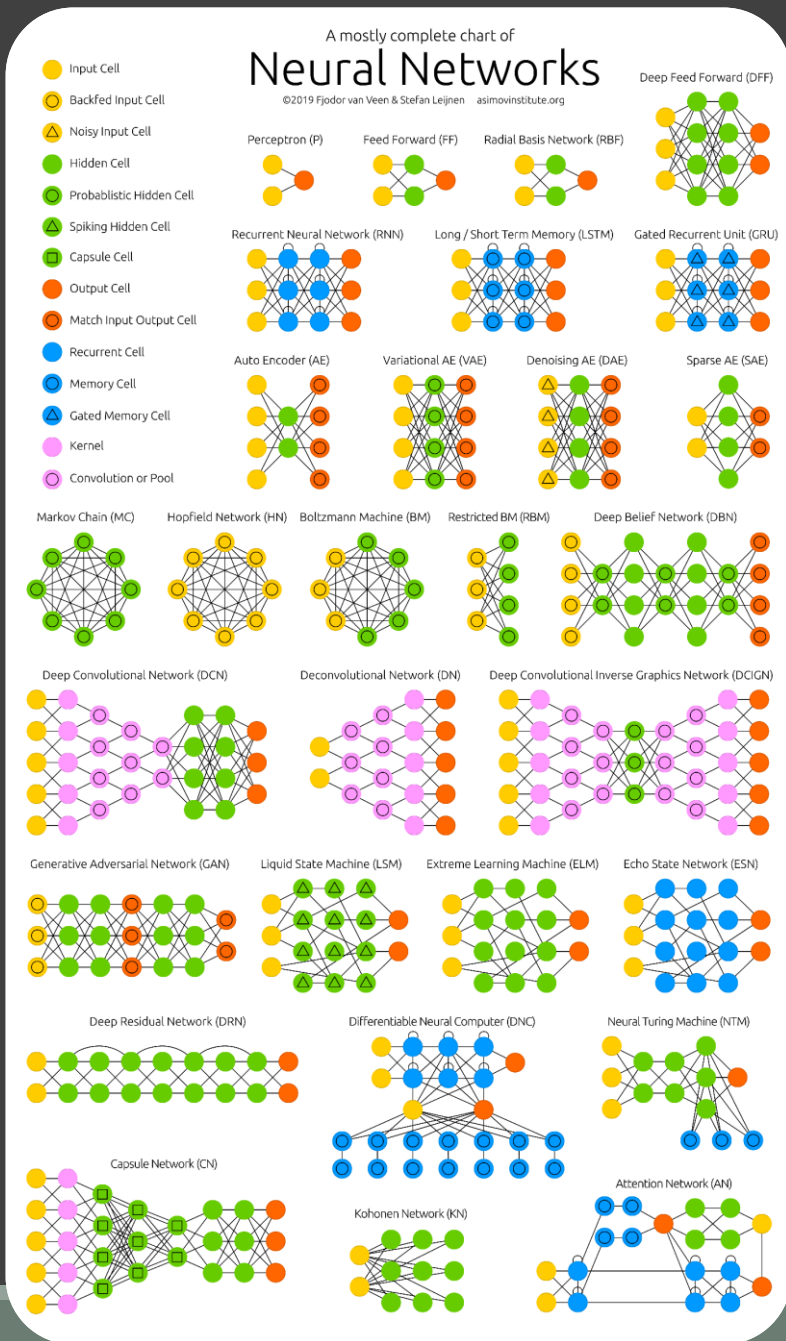 A mostly complete chart of
Neural Networks
©2019 Fjodor van Veen & Stefan Leijnen asimovinstitute.org
Input Cell
Backfed Input Cell
Noisy Input Cell
Hidden Cell
Probablistic Hidden Cell
Spiking Hidden Cell
Capsule Cell
Output Cell
Match Input Output Cell
Recurrent Cell
Memory Cell
Gated Memory Cell
Kernel
Convolution or Pool
Deep Feed Forward (DFF)
Perceptron (P)
Feed Forward (FF)
Radial Basis Network (RBF)
Recurrent Neural Network (RNN)
Long / Short Term Memory (LSTM)
Gated Recurrent Unit (GRU)
Auto Encoder (AE)
Variational AE (VAE)
Denoising AE (DAE)
Sparse AE (SAE)
Markov Chain (MC)
Hopfield Network (HN)
Boltzmann Machine (BM)
Restricted BM (RBM)
Deep Belief Network (DBN)
Deep Convolutional Network (DCN)
Deconvolutional Network (DN)
Deep Convolutional Inverse Graphics Network (DCIGN)
Generative Adversarial Network (GAN)
Liquid State Machine (LSM)
Extreme Learning Machine (ELM)
Echo State Network (ESN)
Deep Residual Network (DRN)
Differentiable Neural Computer (DNC)
Neural Turing Machine (NTM)
Capsule Network (CN)
Kohonen Network (KN)
Attention Network (AN)